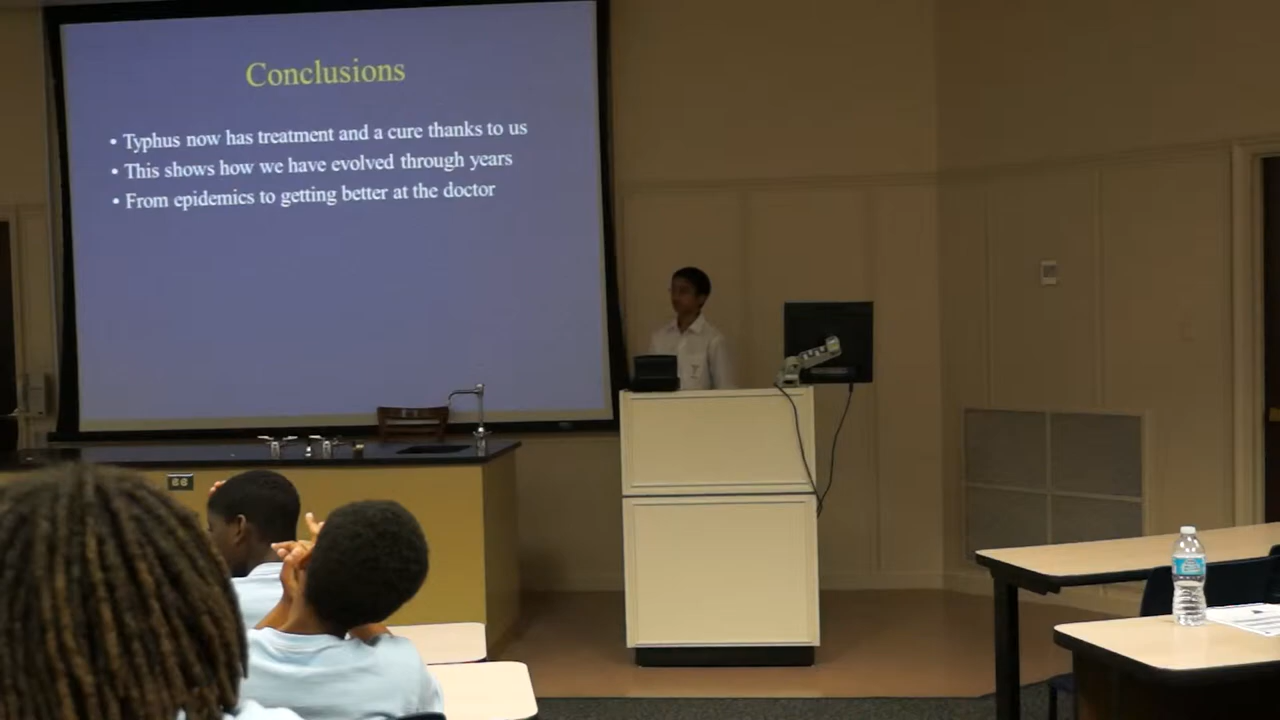 Conclusions
• Typhus now has treatment and a cure thanks to us
• This shows how we have evolved through years
• From epidemics to getting better at the doctor